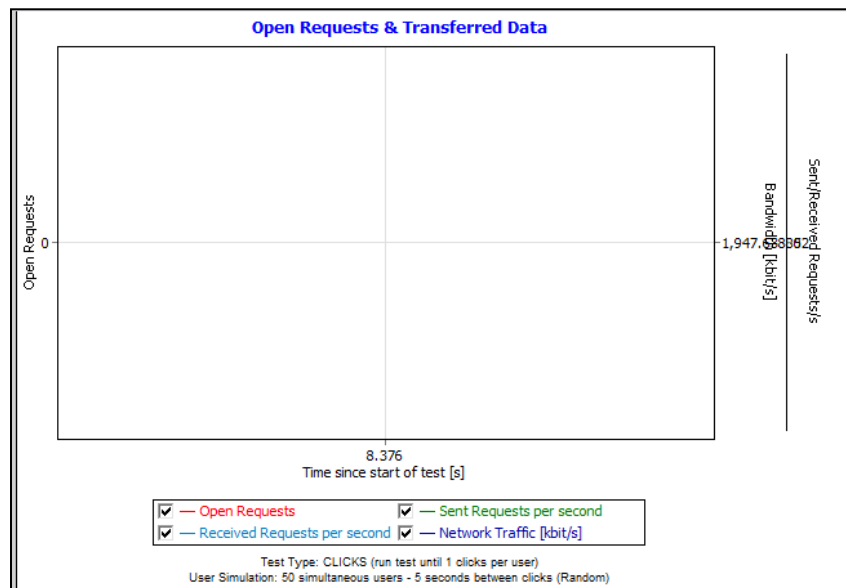 Open Requests & Transferred Data
Open Requests
0
Bandwidth [kbit/s]
Sent/Received Requests/s
8.376
Time since start of test [s]
Open Requests
Sent Requests per second
Received Requests per second
Network Traffic [kbit/s]
Test Type: CLICKS (run test until 1 clicks per user)
User Simulation: 50 simultaneous users - 5 seconds between clicks (Random)